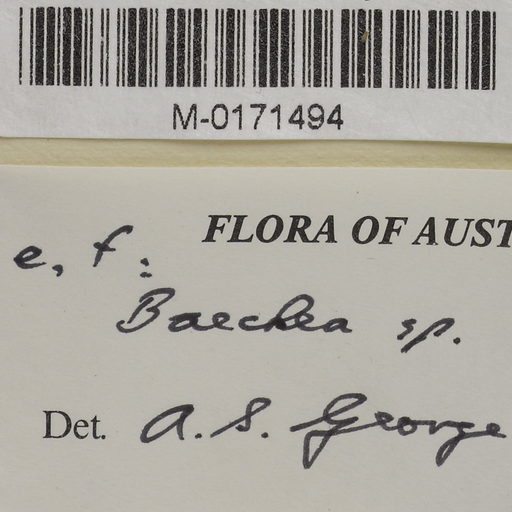 M-0171494
FLORA OF AUST
e, f:
Baeckea sp.
Det. A. S. George